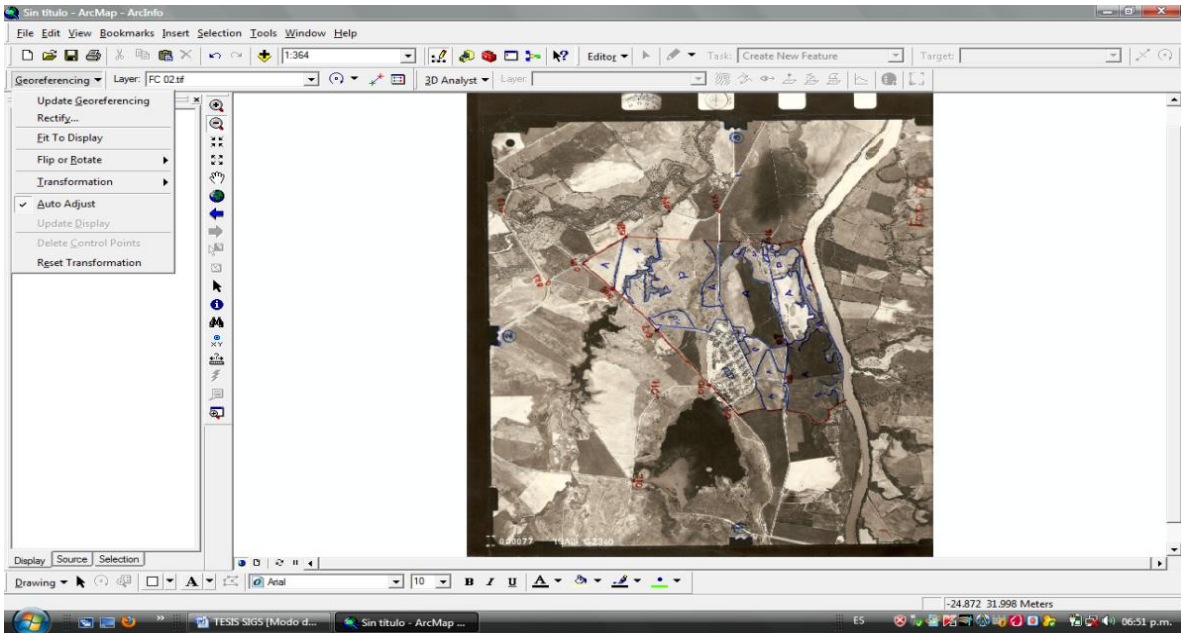 Sin título - ArcMap - ArcInfo
File Edit View Bookmarks Insert Selection Tools Window Help
1:364
Editor
Task: Create New Feature
Target:
Georeferencing
Layer: FC 02.tif
3D Analyst
Layer:
Update Georeferencing
Rectify...
Fit To Display
Flip or Rotate
Transformation
Auto Adjust
Update Display
Delete Control Points
Reset Transformation
Display
Source
Selection
Drawing
A
Arial
10
B I U A
-24.872 31.998 Meters
TESIS SIGS [Modo d...
Sin título - ArcMap ...
ES
06:51 p.m.